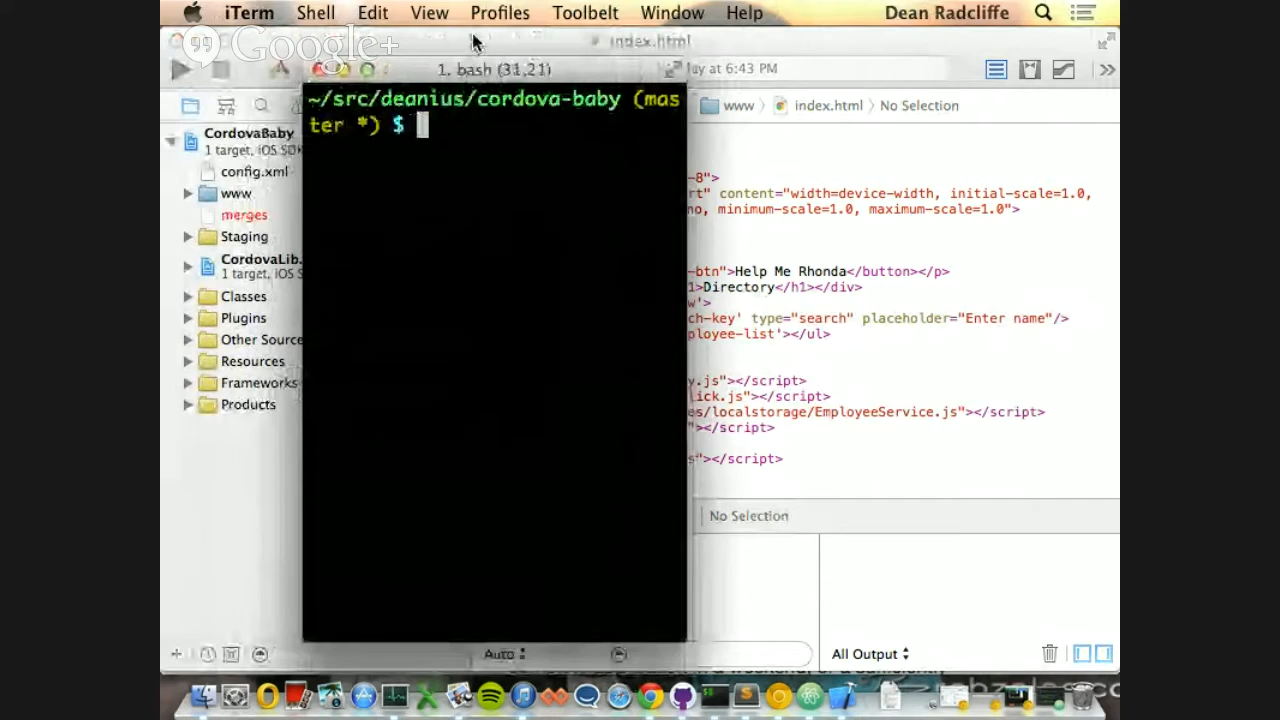 iTerm Shell Edit View Profiles Toolbelt Window Help Dean Radcliffe
Google+
index.html
1. bash (31,21)
ay at 6:43 PM
~/src/deanius/cordova-baby (mas
ter *) $
www index.html No Selection
CordovaBaby
1 target, iOS SDK
config.xml
www
merges
Staging
CordovaLib.
1 target, iOS S
Classes
Plugins
Other Source
Resources
Frameworks
Products
-8">
rt" content="width=device-width, initial-scale=1.0,
no, minimum-scale=1.0, maximum-scale=1.0">
-btn">Help Me Rhonda</button></p>
1>Directory</h1></div>
w'>
ch-key' type="search" placeholder="Enter name"/>
ployee-list'></ul>
y.js"></script>
lick.js"></script>
es/localstorage/EmployeeService.js"></script>
"></script>
s"></script>
No Selection
Auto
All Output